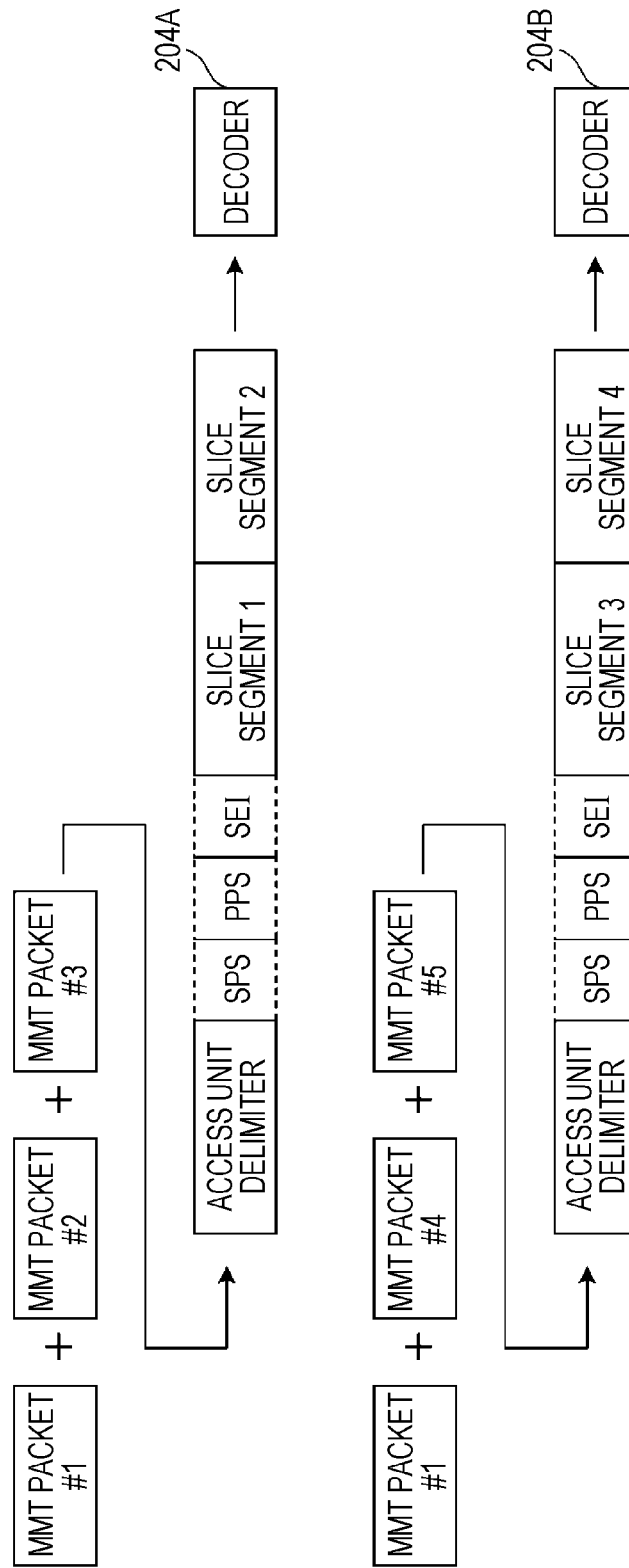 MMT PACKET
#1
+
MMT PACKET
#2
+
MMT PACKET
#3
ACCESS UNIT
DELIMITER
SPS
PPS
SEI
SLICE
SEGMENT 1
SLICE
SEGMENT 2
DECODER
204A
MMT PACKET
#1
+
MMT PACKET
#4
+
MMT PACKET
#5
ACCESS UNIT
DELIMITER
SPS
PPS
SEI
SLICE
SEGMENT 3
SLICE
SEGMENT 4
DECODER
204B